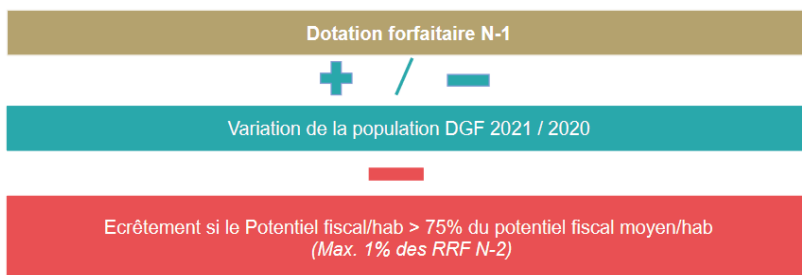 Dotation forfaitaire N-1
+ / -
Variation de la population DGF 2021 / 2020
-
Ecrêtement si le Potentiel fiscal/hab > 75% du potentiel fiscal moyen/hab
(Max. 1% des RRF N-2)